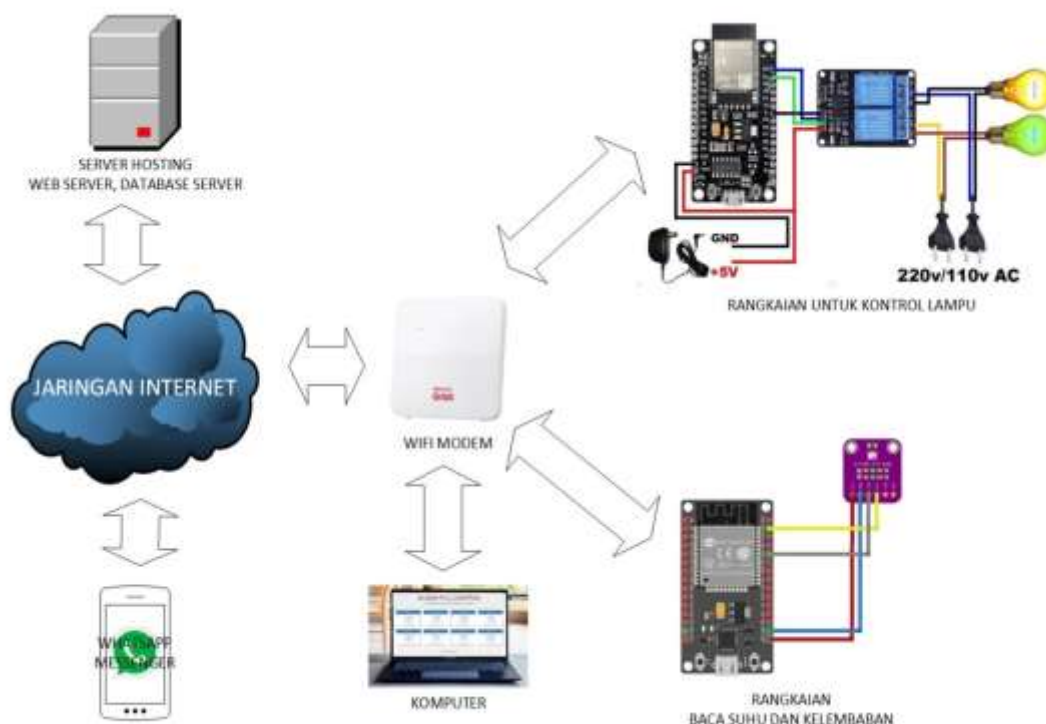 SERVER HOSTING
WEB SERVER, DATABASE SERVER
GND
+5V
220v/110v AC
RANGKAIAN UNTUK KONTROL LAMPU
JARINGAN INTERNET
WIFI MODEM
WHATSAPP
MESSENGER
KOMPUTER
RANGKAIAN
BACA SUHU DAN KELEMBABAN